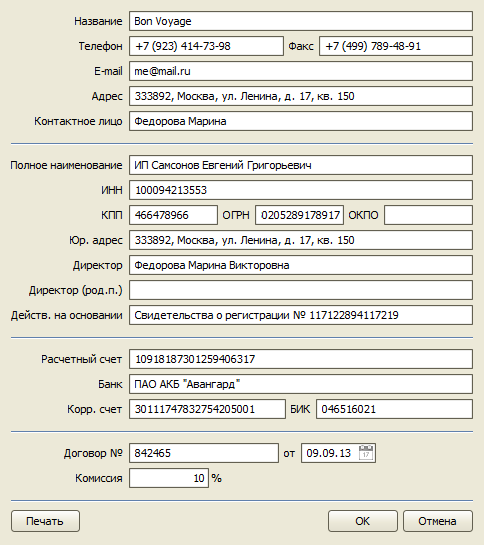 Название Bon Voyage
Телефон +7 (923) 414-73-98 Факс +7 (499) 789-48-91
E-mail me@mail.ru
Адрес 333892, Москва, ул. Ленина, д. 17, кв. 150
Контактное лицо Федорова Марина
Полное наименование ИП Самсонов Евгений Григорьевич
ИНН 100094213553
КПП 466478966 ОГРН 0205289178917 ОКПО
Юр. адрес 333892, Москва, ул. Ленина, д. 17, кв. 150
Директор Федорова Марина Викторовна
Директор (род.п.)
Действ. на основании Свидетельства о регистрации № 117122894117219
Расчетный счет 10918187301259406317
Банк ПАО АКБ "Авангард"
Корр. счет 30111747832754205001 БИК 046516021
Договор № 842465 от 09.09.13 17
Комиссия 10 %
Печать ОК Отмена